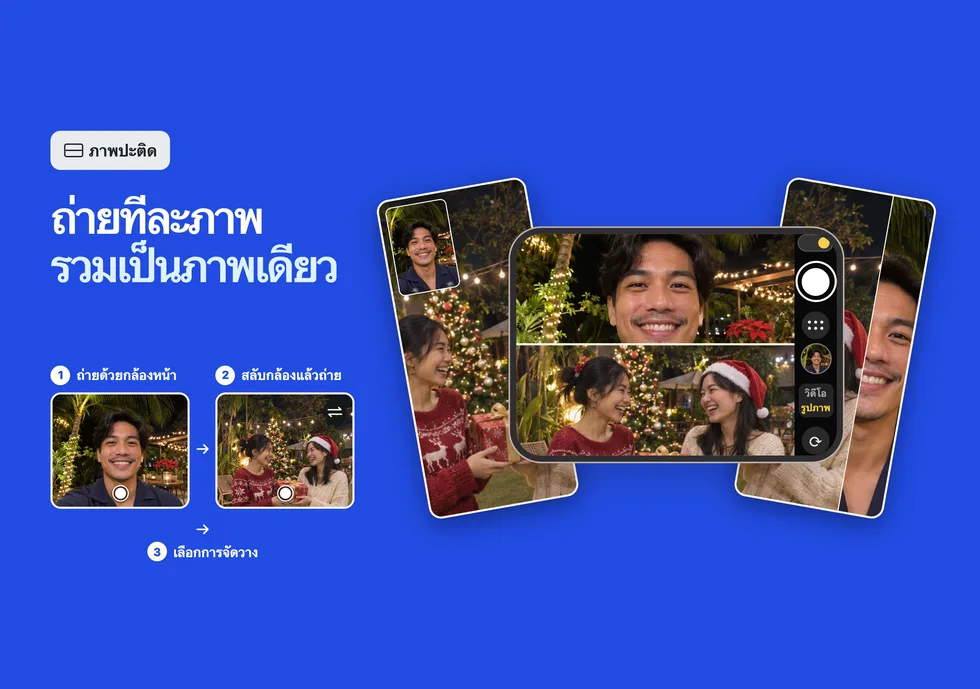 ภาพปะติด
ถ่ายทีละภาพ
รวมเป็นภาพเดียว
1 ถ่ายด้วยกล้องหน้า
2 สลับกล้องแล้วถ่าย
3 เลือกการจัดวาง
วิดีโอ
รูปภาพ